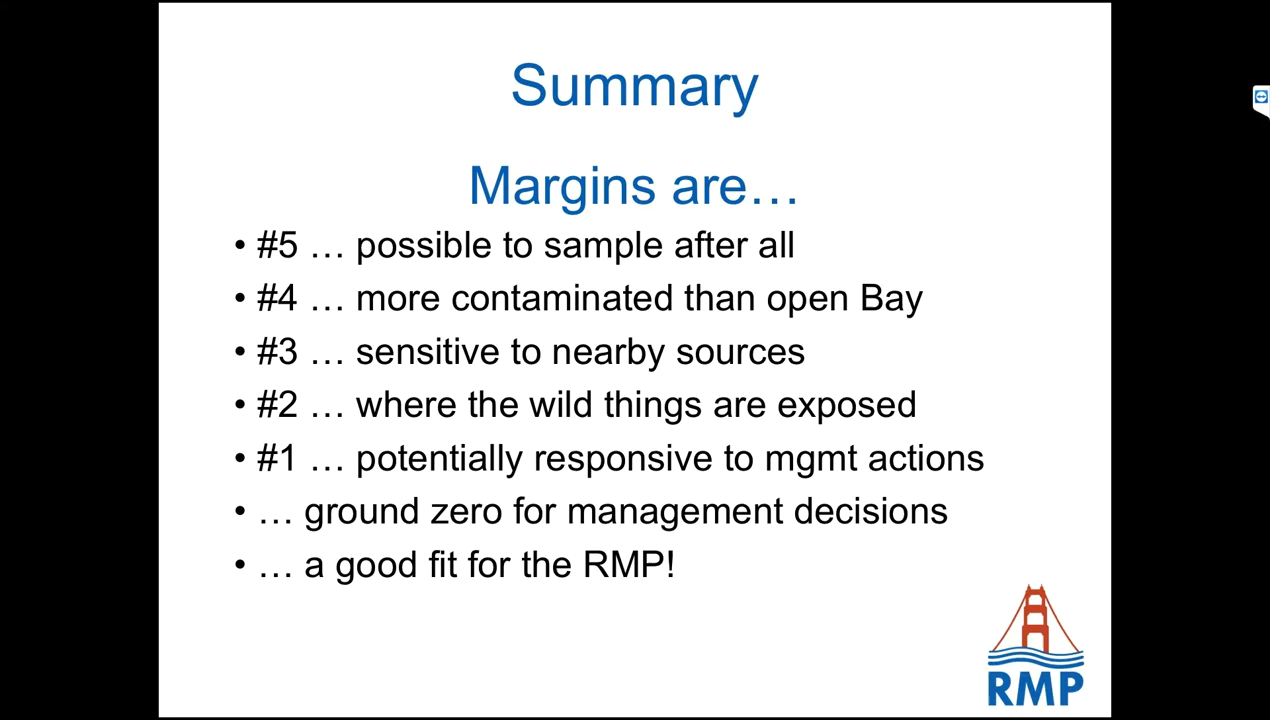 Summary
Margins are…
• #5 … possible to sample after all
• #4 … more contaminated than open Bay
• #3 … sensitive to nearby sources
• #2 … where the wild things are exposed
• #1 … potentially responsive to mgmt actions
• … ground zero for management decisions
• … a good fit for the RMP!
RMP